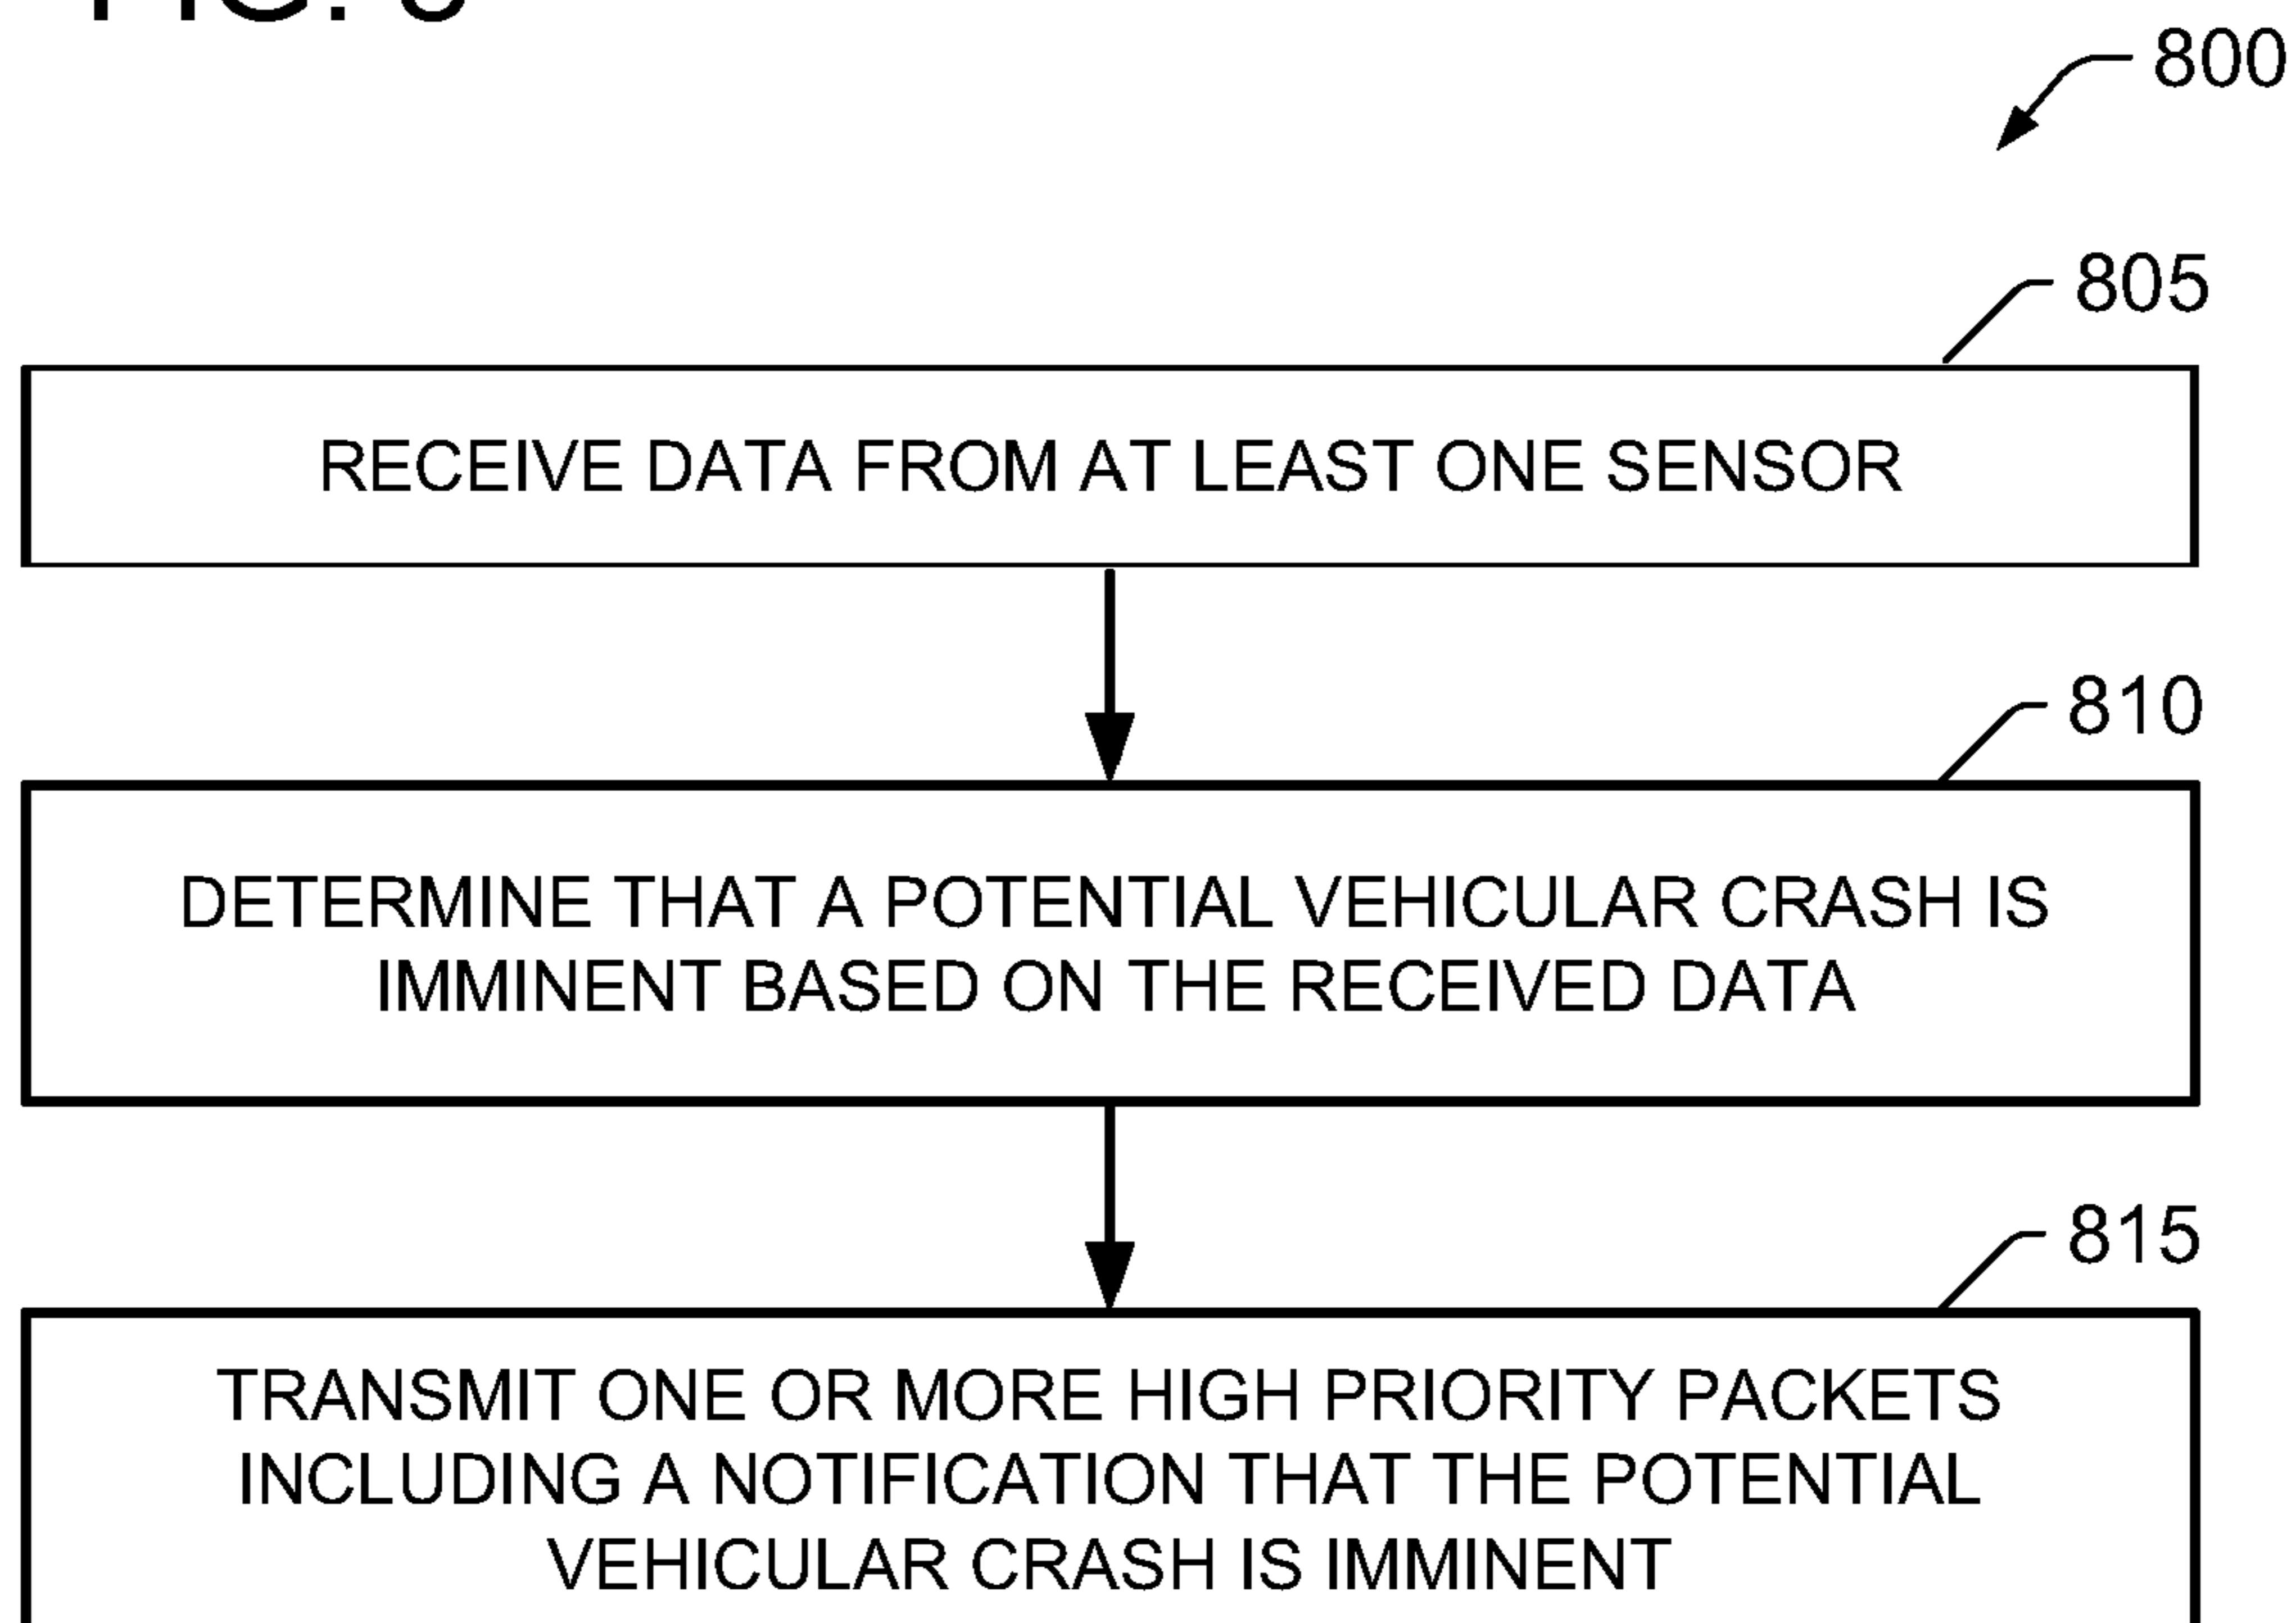 800
805
RECEIVE DATA FROM AT LEAST ONE SENSOR
810
DETERMINE THAT A POTENTIAL VEHICULAR CRASH IS
IMMINENT BASED ON THE RECEIVED DATA
815
TRANSMIT ONE OR MORE HIGH PRIORITY PACKETS
INCLUDING A NOTIFICATION THAT THE POTENTIAL
VEHICULAR CRASH IS IMMINENT